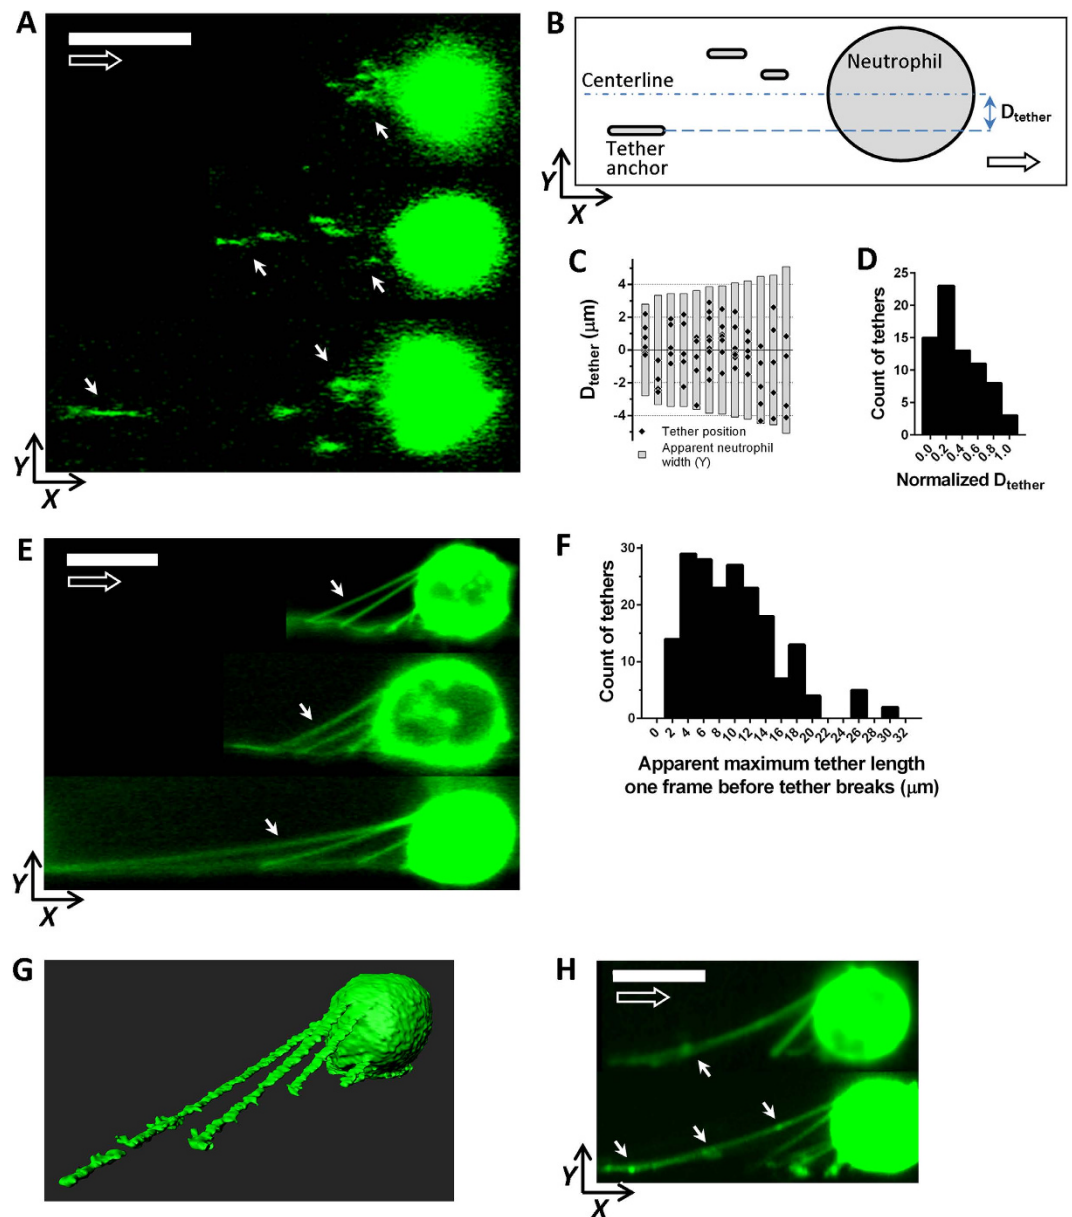 A
Y
X
B
Neutrophil
Centerline
D tether
Tether
anchor
Y
X
C
D tether (μm)
4
2
0
-2
-4
Tether position
Apparent neutrophil
width (Y)
D
Count of tethers
25
20
15
10
5
0
0.0 0.2 0.4 0.6 0.8 1.0
Normalized D tether
E
Y
X
F
Count of tethers
30
20
10
0
0 2 4 6 8 10 12 14 16 18 20 22 24 26 28 30 32
Apparent maximum tether length
one frame before tether breaks (μm)
G
H
Y
X